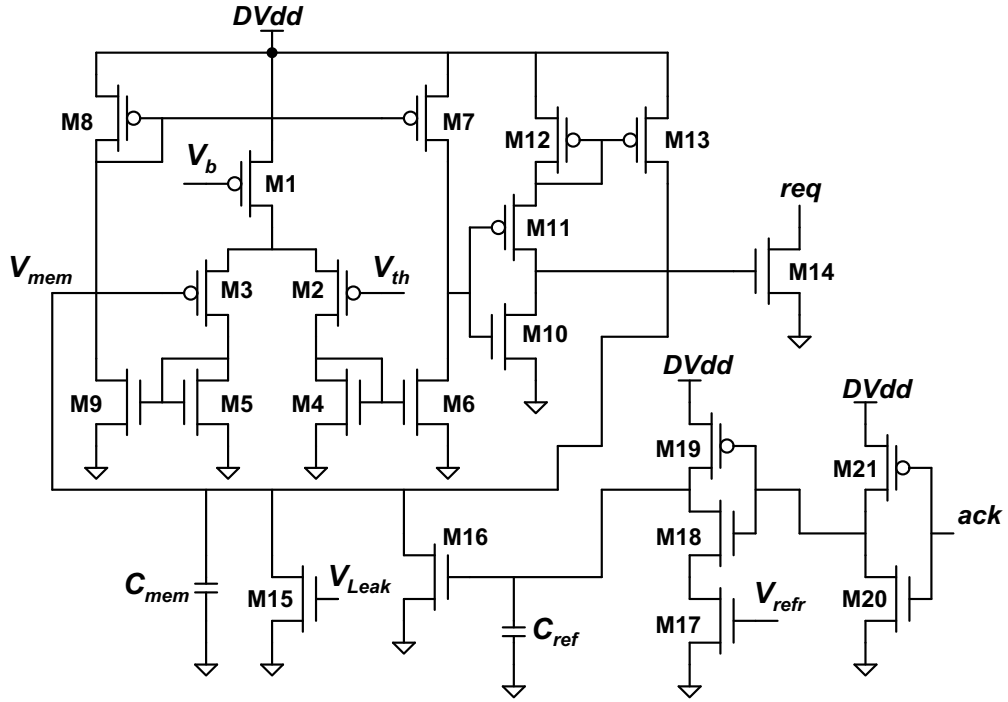 DVdd
M8
M7
M12
M13
V_b
M1
M11
req
V_mem
M3
M2
V_th
M14
M10
DVdd
DVdd
M9
M5
M4
M6
M19
M21
ack
M16
M18
C_mem
M15
V_Leak
C_ref
M17
V_refr
M20